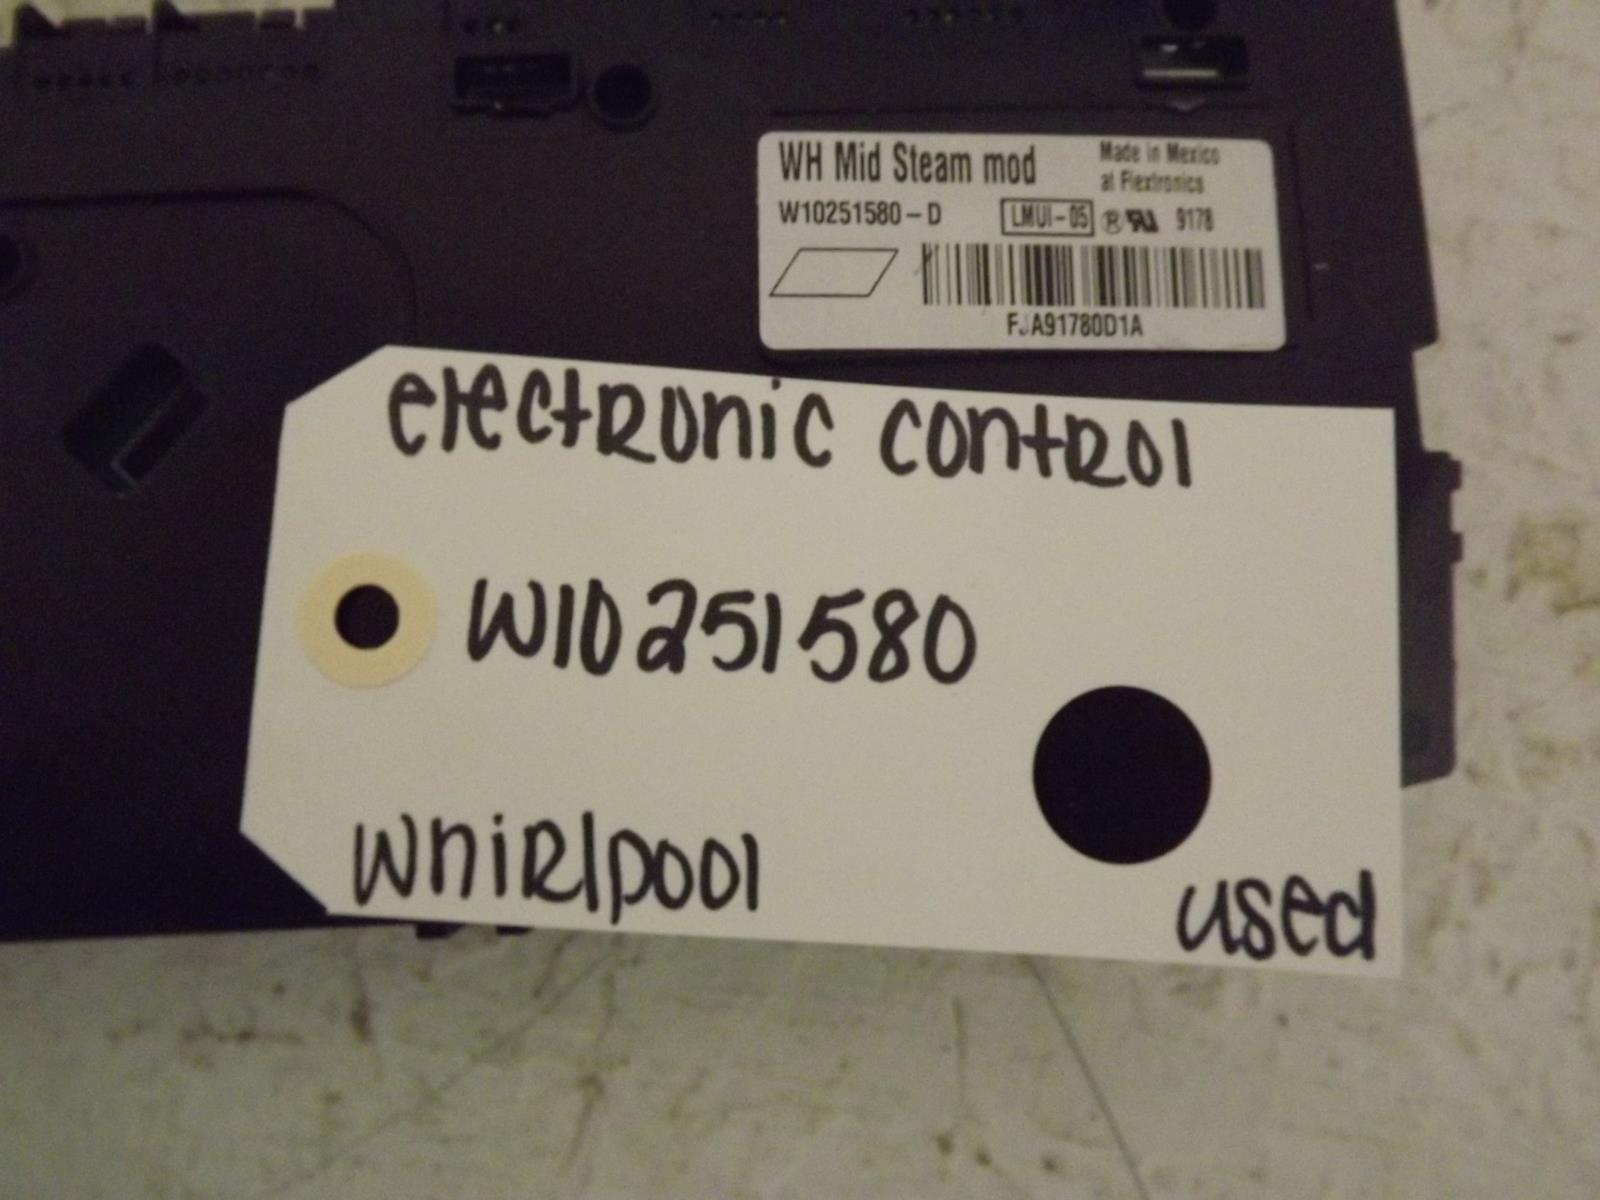 WH Mid Steam mod
Made in Mexico
at Flextronics
W10251580-D
LMUI-05
9178
FJA91780D1A
electronic control
W10251580
Whirlpool
used